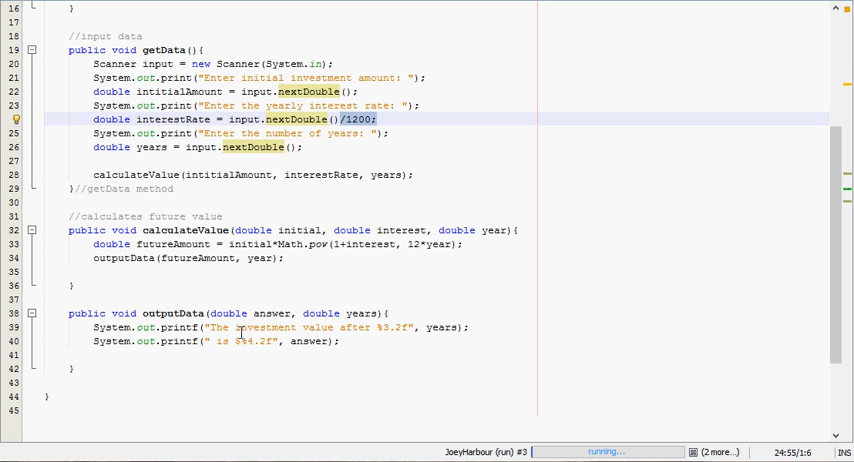 16 }
17
18 //input data
19 public void getData(){
20 Scanner input = new Scanner(System.in);
21 System.out.print("Enter initial investment amount: ");
22 double intitialAmount = input.nextDouble();
23 System.out.print("Enter the yearly interest rate: ");
double interestRate = input.nextDouble()/1200;
25 System.out.print("Enter the number of years: ");
26 double years = input.nextDouble();
27
28 calculateValue(intitialAmount, interestRate, years);
29 }//getData method
30
31 //calculates future value
32 public void calculateValue(double initial, double interest, double year){
33 double futureAmount = initial*Math.pow(1+interest, 12*year);
34 outputData(futureAmount, year);
35
36 }
37
38 public void outputData(double answer, double years){
39 System.out.printf("The investment value after %3.2f", years);
40 System.out.printf(" is $%4.2f", answer);
41
42 }
43
44 }
45
JoeyHarbour (run) #3 running... (2 more...) 24:55/1:6 INS